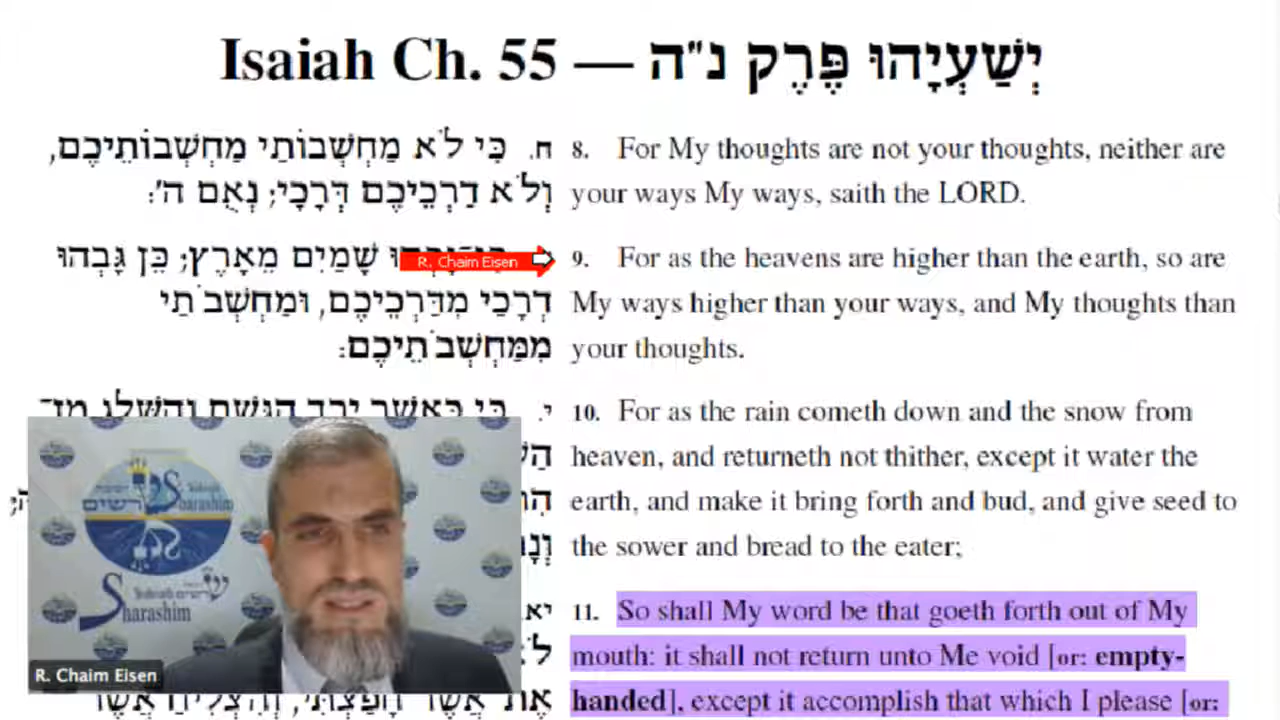 Isaiah Ch. 55 — יְשַׁעְיָהוּ פֶּרֶק נ"ה
ח. כִּי לֹא מַחְשְׁבוֹתַי מַחְשְׁבוֹתֵיכֶם,
וְלֹא דַרְכֵיכֶם דְּרָכָי; נְאֻם ה':
8. For My thoughts are not your thoughts, neither are
your ways My ways, saith the LORD.
שָׁמַיִם מֵאָרֶץ; כֵּן גָּבְהוּ
דְרָכַי מִדַּרְכֵיכֶם, וּמַחְשְׁבֹתַי
מִמַּחְשְׁבֹתֵיכֶם:
R. Chaim Eisen
9. For as the heavens are higher than the earth, so are
My ways higher than your ways, and My thoughts than
your thoughts.
י. כִּי כַּאֲשֶׁר יֵרֵד הַגֶּשֶׁם וְהַשֶּׁלֶג מִן־
10. For as the rain cometh down and the snow from
heaven, and returneth not thither, except it water the
earth, and make it bring forth and bud, and give seed to
the sower and bread to the eater;
11. So shall My word be that goeth forth out of My
mouth: it shall not return unto Me void [or: empty-
handed], except it accomplish that which I please [or:
אֶת אֲשֶׁר חָפַצְתִּי, וְהִצְלִיחַ אֲשֶׁר
ישיבת
שרשים
Yeshivath
Sharashim
Yeshivath
Sharashim
R. Chaim Eisen